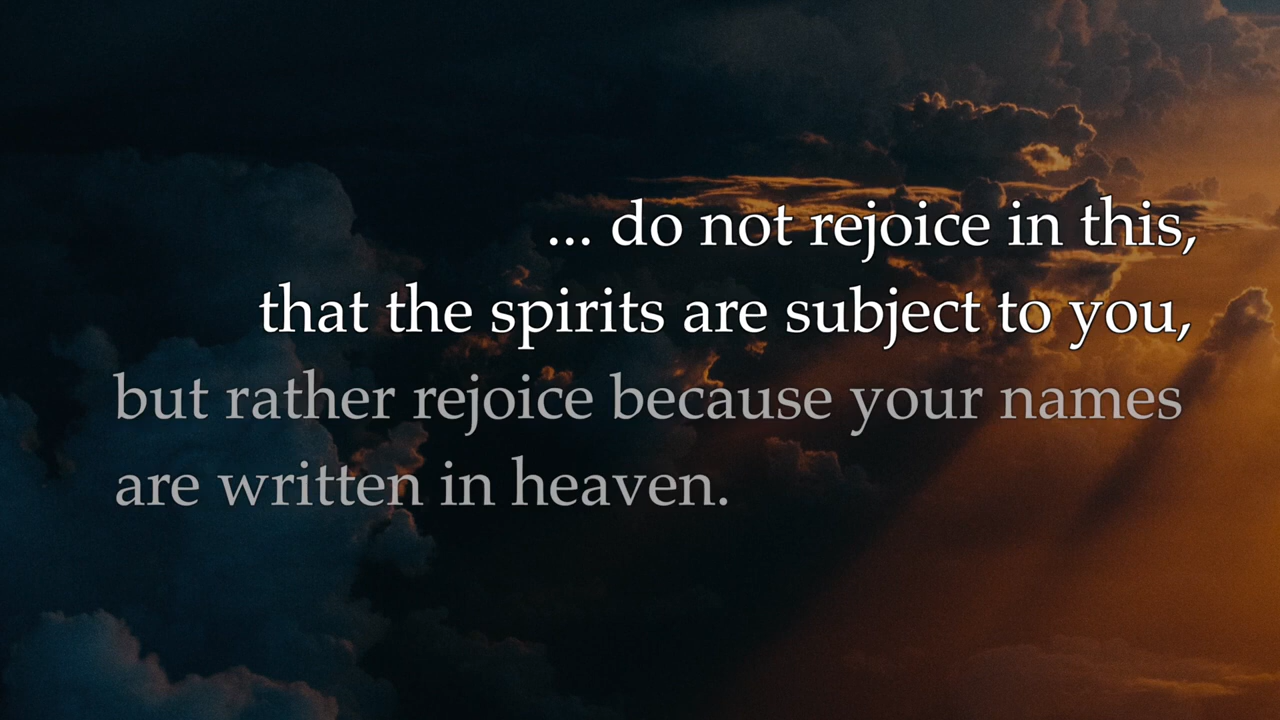 ... do not rejoice in this,
that the spirits are subject to you,
but rather rejoice because your names
are written in heaven.